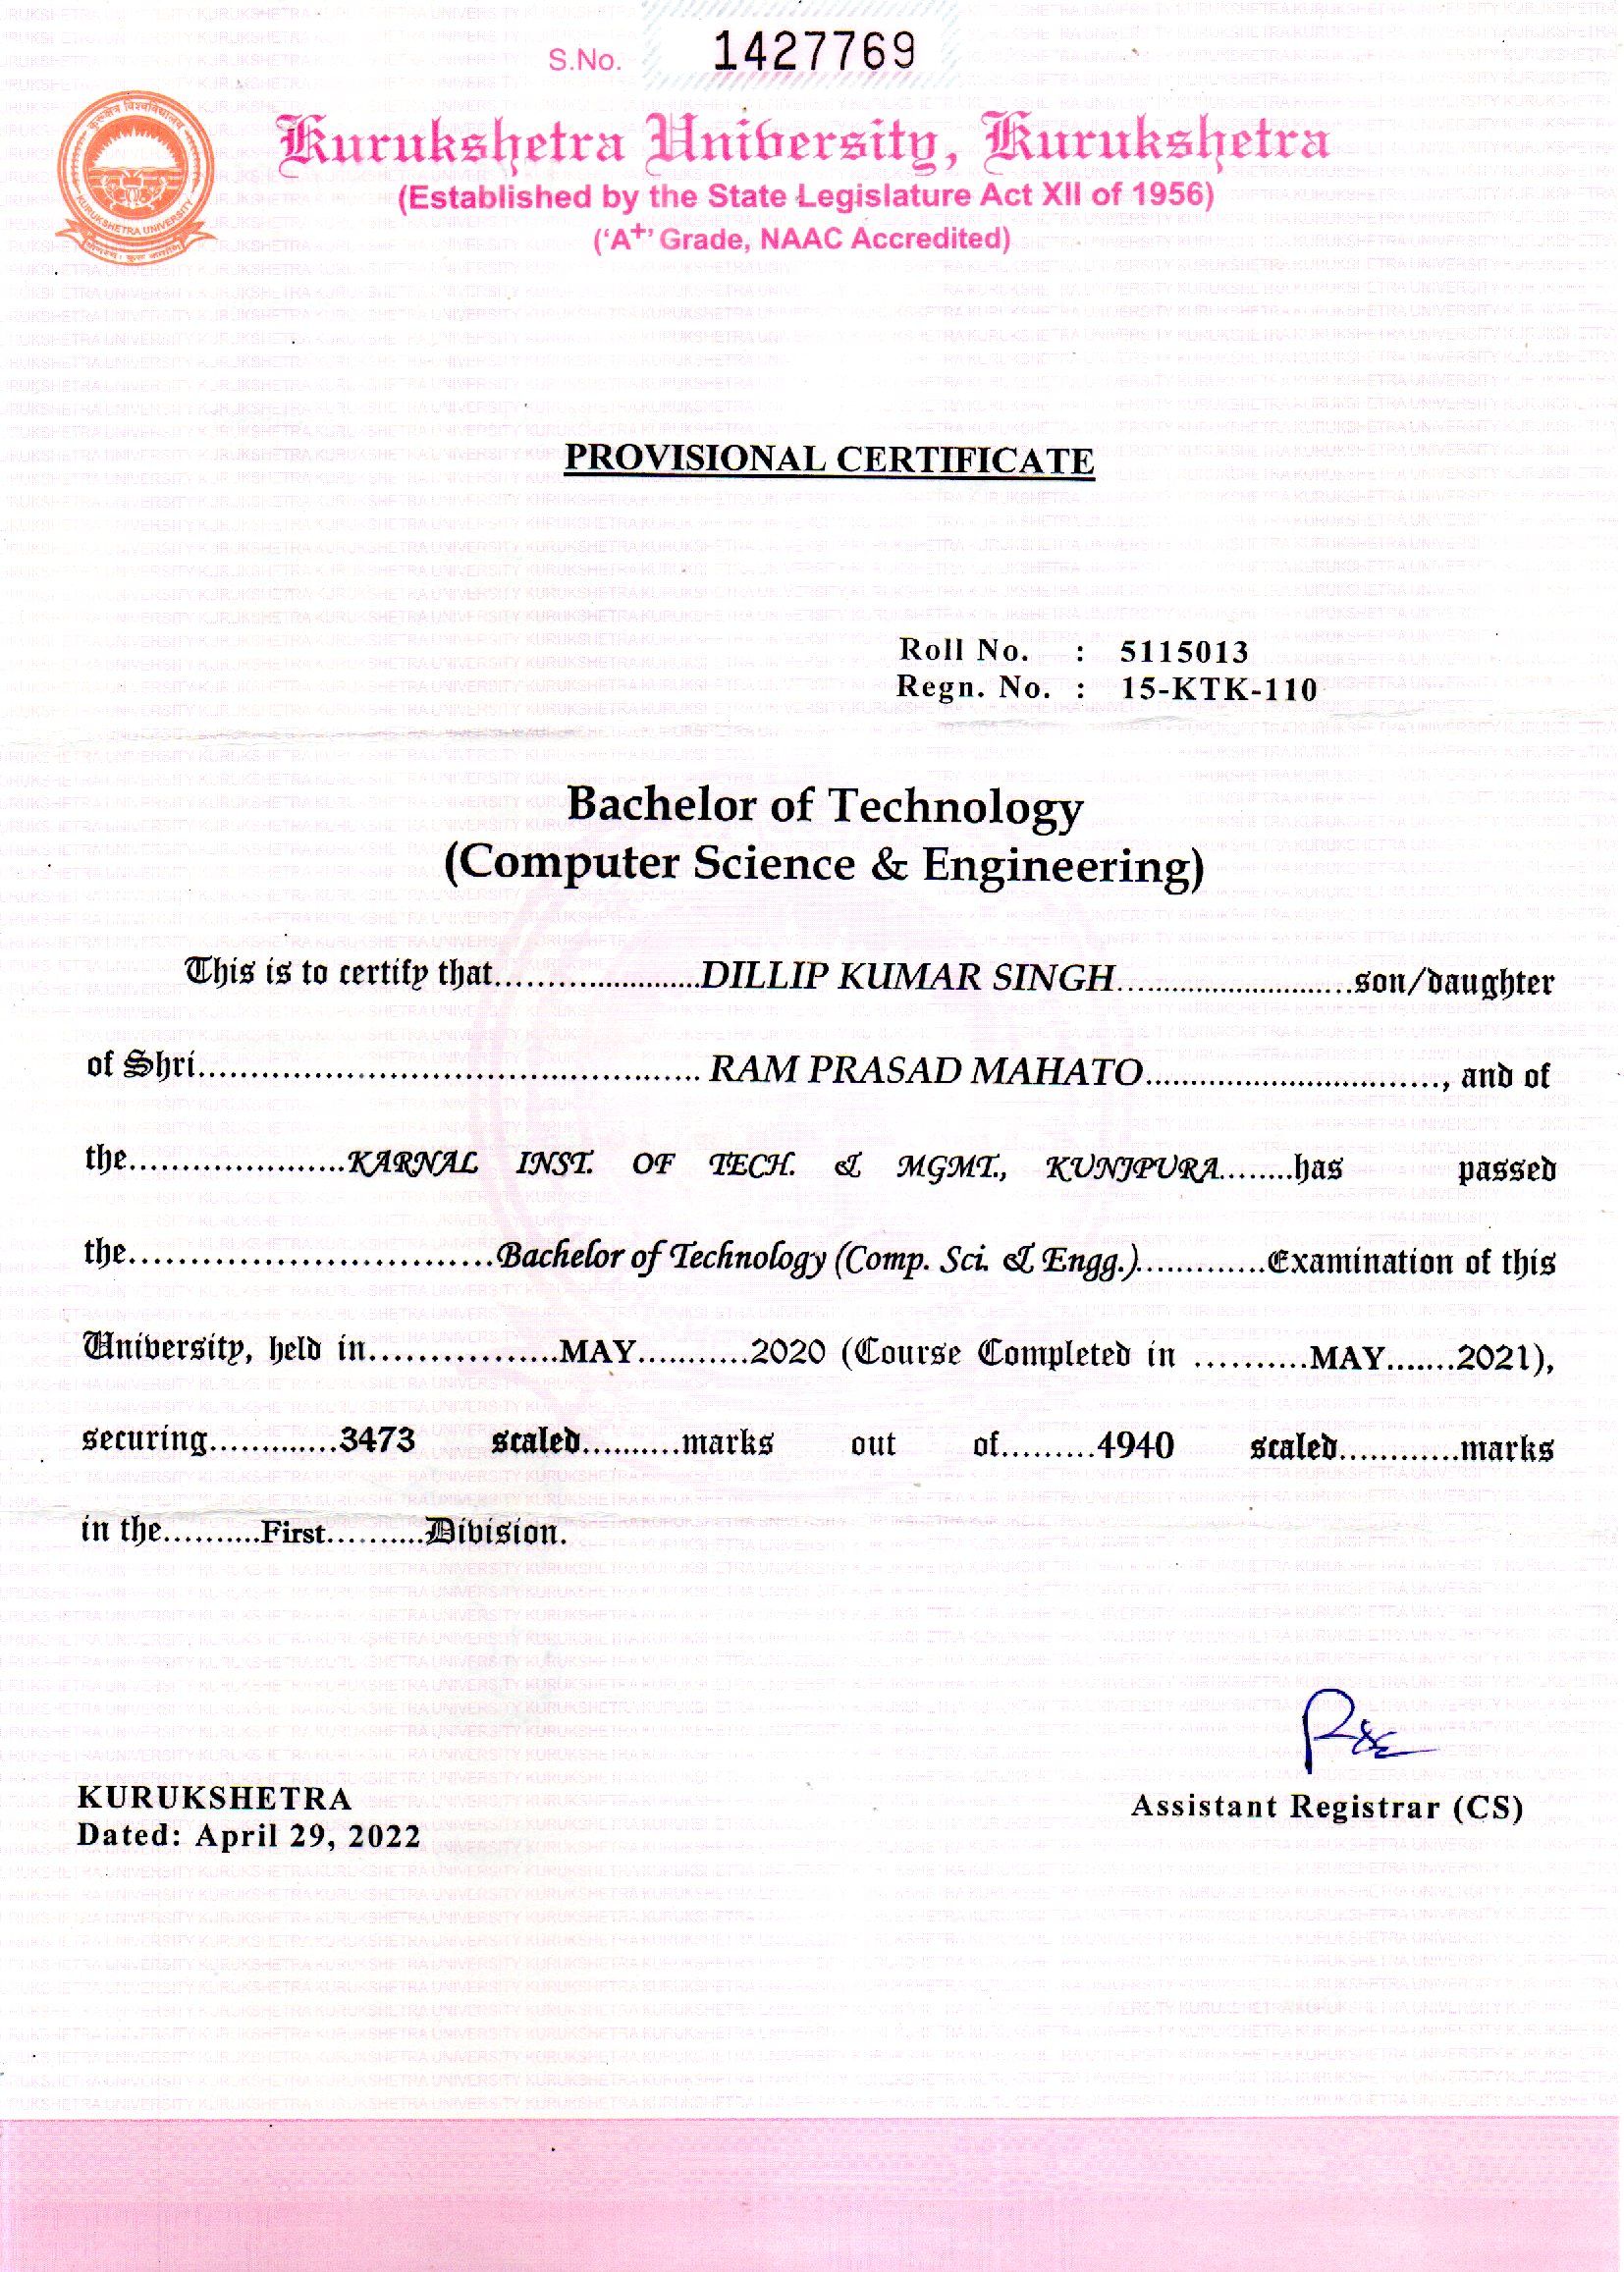 S.No. 1427769
कुरुक्षेत्र विश्वविद्यालय
KURUKSHETRA UNIVERSITY
Kurukshetra University, Kurukshetra
(Established by the State Legislature Act XII of 1956)
('A+' Grade, NAAC Accredited)
PROVISIONAL CERTIFICATE
Roll No. : 5115013
Regn. No. : 15-KTK-110
Bachelor of Technology
(Computer Science & Engineering)
This is to certify that......................DILLIP KUMAR SINGH.........................son/daughter
of Shri.................................................. RAM PRASAD MAHATO..............................., and of
the.....................KARNAL INST. OF TECH. & MGMT., KUNJPURA........has passed
the.................................Bachelor of Technology (Comp. Sci. & Engg.).............Examination of this
University, held in..................MAY...........2020 (Course Completed in ..........MAY.......2021),
securing.............3473 scaled..........marks out of.........4940 scaled.............marks
in the..........First..........Division.
KURUKSHETRA
Dated: April 29, 2022
Assistant Registrar (CS)